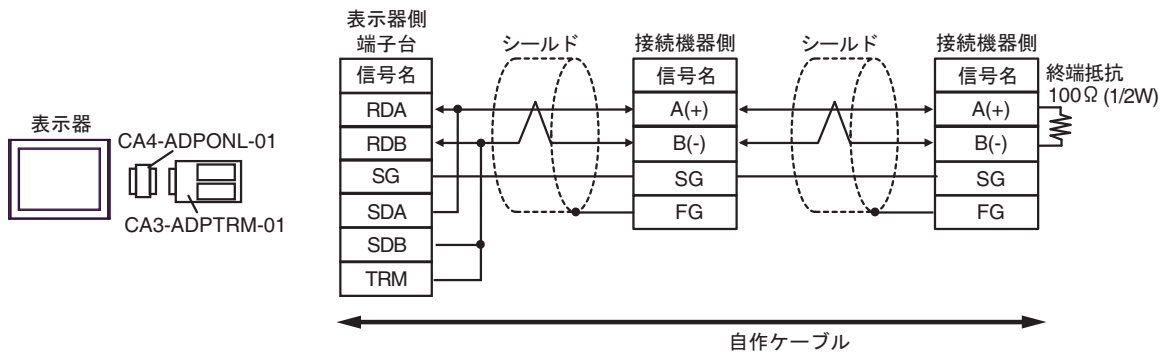 表示器
CA4-ADPONL-01
CA3-ADPTRM-01
表示器側
端子台
信号名
RDA
RDB
SG
SDA
SDB
TRM
シールド
接続機器側
信号名
A(+)
B(-)
SG
FG
シールド
接続機器側
信号名
A(+)
B(-)
SG
FG
終端抵抗
100Ω (1/2W)
自作ケーブル